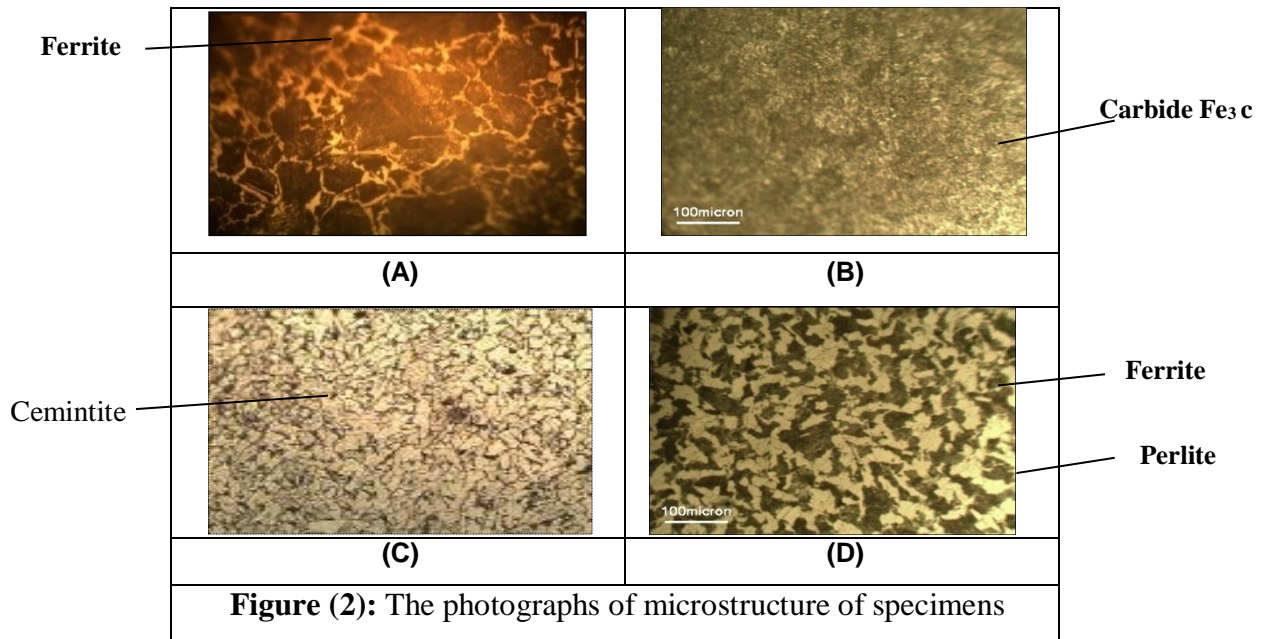 Ferrite
Carbide Fe₃ c
100micron
(A) (B)
Cemintite
Ferrite
Perlite
100micron
(C) (D)
Figure (2): The photographs of microstructure of specimens